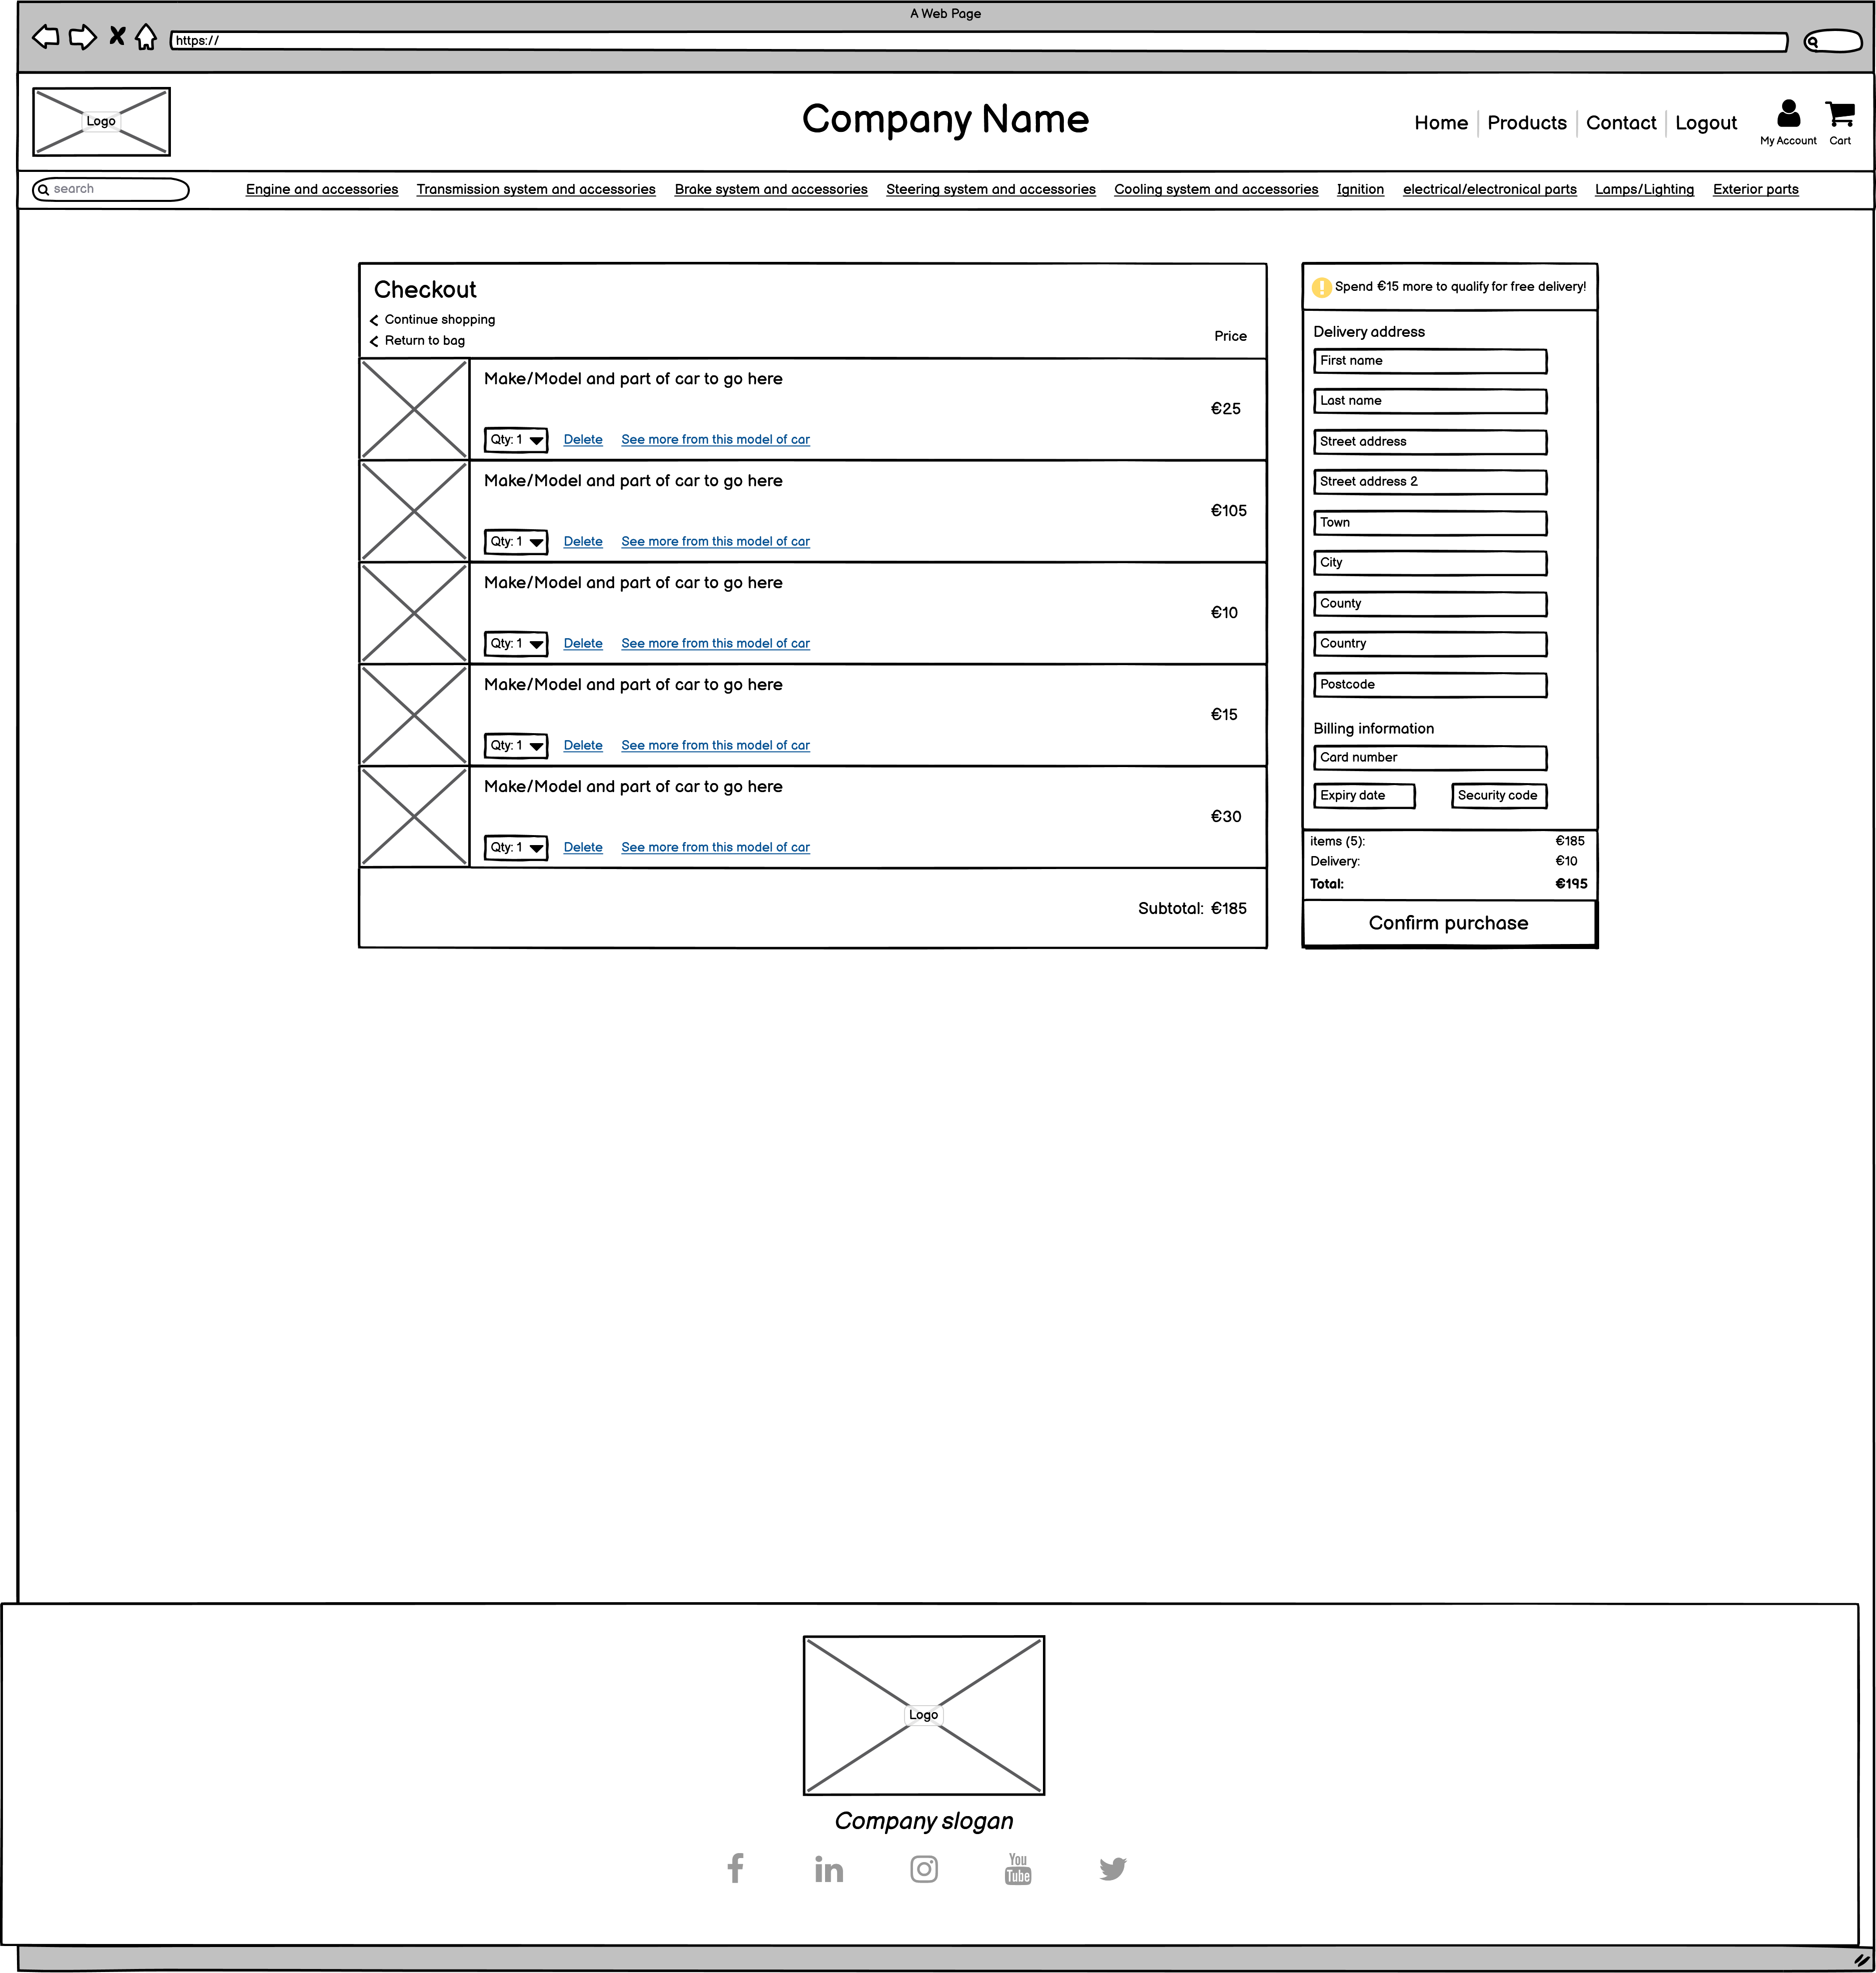 A Web Page
https://
Logo
Company Name
Home
Products
Contact
Logout
My Account
Cart
search
Engine and accessories
Transmission system and accessories
Brake system and accessories
Steering system and accessories
Cooling system and accessories
Ignition
electrical/electronical parts
Lamps/Lighting
Exterior parts
Checkout
Continue shopping
Return to bag
Price
Make/Model and part of car to go here
€25
Qty: 1
Delete
See more from this model of car
Make/Model and part of car to go here
€105
Qty: 1
Delete
See more from this model of car
Make/Model and part of car to go here
€10
Qty: 1
Delete
See more from this model of car
Make/Model and part of car to go here
€15
Qty: 1
Delete
See more from this model of car
Make/Model and part of car to go here
€30
Qty: 1
Delete
See more from this model of car
Subtotal: €185
Spend €15 more to qualify for free delivery!
Delivery address
First name
Last name
Street address
Street address 2
Town
City
County
Country
Postcode
Billing information
Card number
Expiry date
Security code
items (5): €185
Delivery: €10
Total: €195
Confirm purchase
Logo
Company slogan
You
Tube